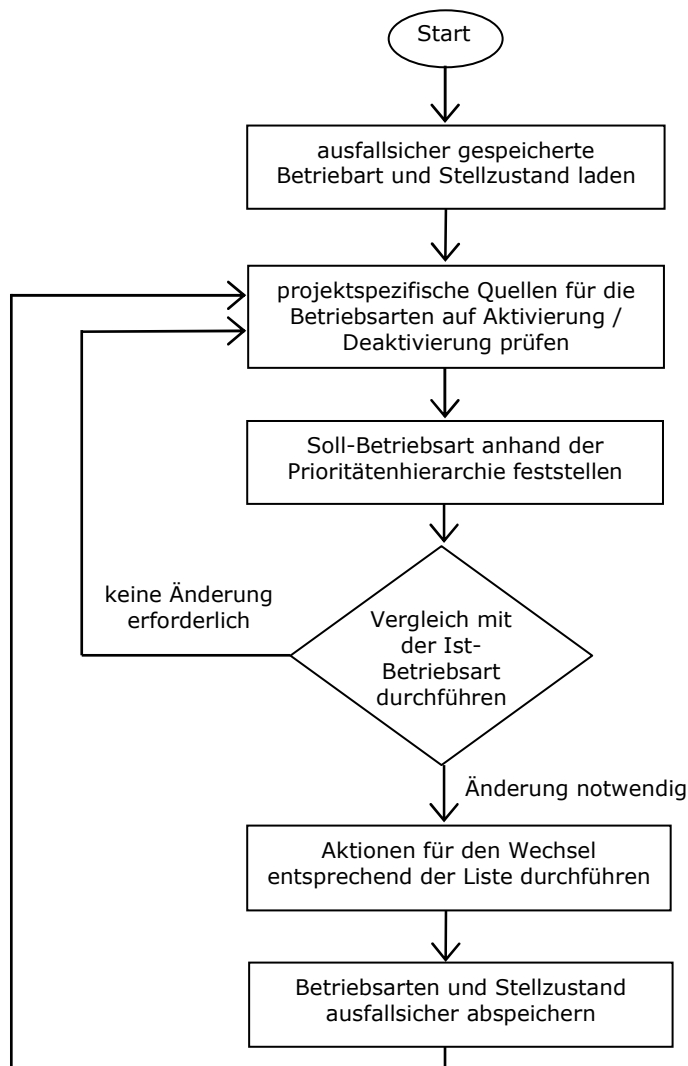 Start
ausfallsicher gespeicherte
Betriebart und Stellzustand laden
projektspezifische Quellen für die
Betriebsarten auf Aktivierung /
Deaktivierung prüfen
Soll-Betriebsart anhand der
Prioritätenhierarchie feststellen
keine Änderung
erforderlich
Vergleich mit
der Ist-
Betriebsart
durchführen
Änderung notwendig
Aktionen für den Wechsel
entsprechend der Liste durchführen
Betriebsarten und Stellzustand
ausfallsicher abspeichern